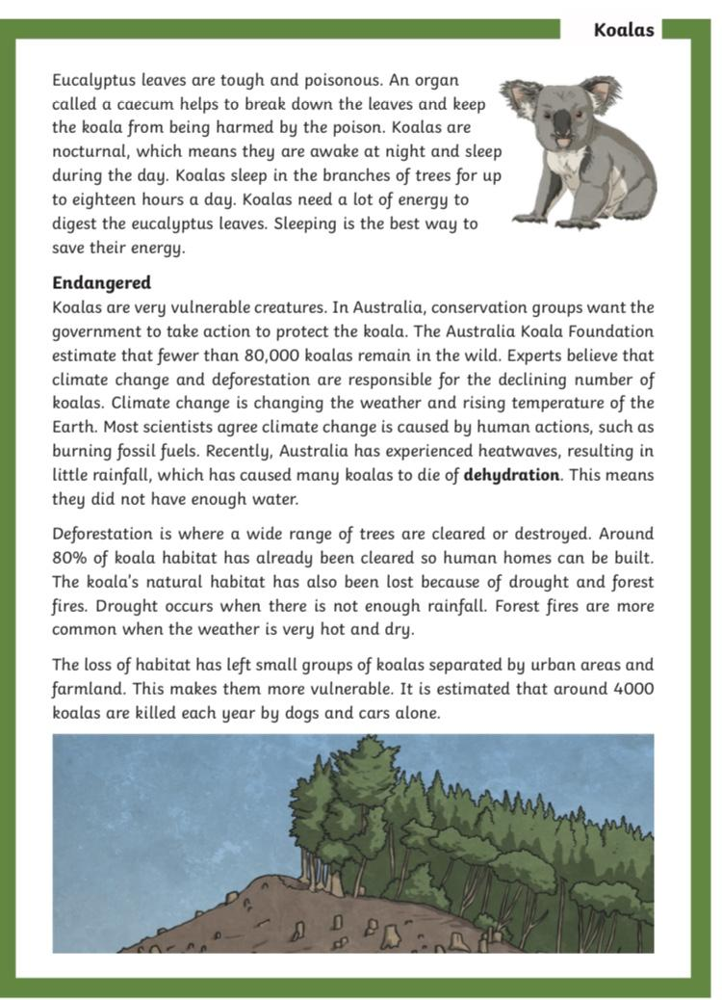 Koalas
Eucalyptus leaves are tough and poisonous. An organ
called a caecum helps to break down the leaves and keep
the koala from being harmed by the poison. Koalas are
nocturnal, which means they are awake at night and sleep
during the day. Koalas sleep in the branches of trees for up
to eighteen hours a day. Koalas need a lot of energy to
digest the eucalyptus leaves. Sleeping is the best way to
save their energy.
Endangered
Koalas are very vulnerable creatures. In Australia, conservation groups want the
government to take action to protect the koala. The Australia Koala Foundation
estimate that fewer than 80,000 koalas remain in the wild. Experts believe that
climate change and deforestation are responsible for the declining number of
koalas. Climate change is changing the weather and rising temperature of the
Earth. Most scientists agree climate change is caused by human actions, such as
burning fossil fuels. Recently, Australia has experienced heatwaves, resulting in
little rainfall, which has caused many koalas to die of dehydration. This means
they did not have enough water.
Deforestation is where a wide range of trees are cleared or destroyed. Around
80% of koala habitat has already been cleared so human homes can be built.
The koala's natural habitat has also been lost because of drought and forest
fires. Drought occurs when there is not enough rainfall. Forest fires are more
common when the weather is very hot and dry.
The loss of habitat has left small groups of koalas separated by urban areas and
farmland. This makes them more vulnerable. It is estimated that around 4000
koalas are killed each year by dogs and cars alone.